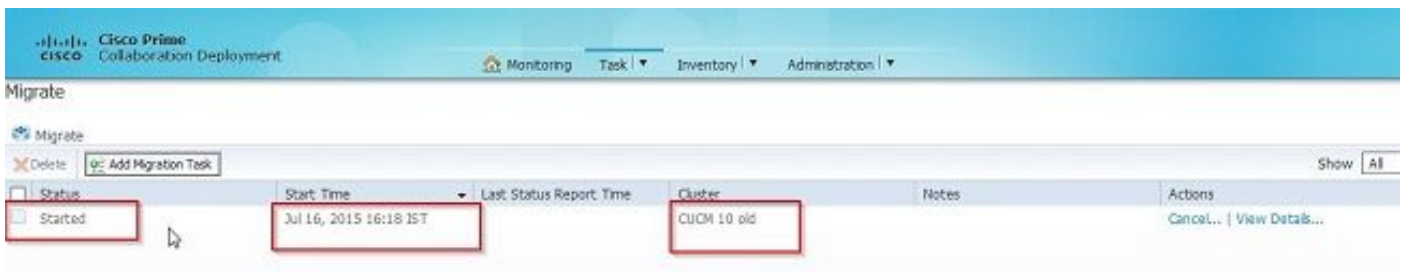 Cisco Prime
CISCO Collaboration Deployment
Monitoring Task Inventory Administration
Migrate
Migrate
Delete Add Migration Task Show All
Status Start Time Last Status Report Time Cluster Notes Actions
Started Jul 16, 2015 16:18 IST CUCM 10 old Cancel... | View Details...